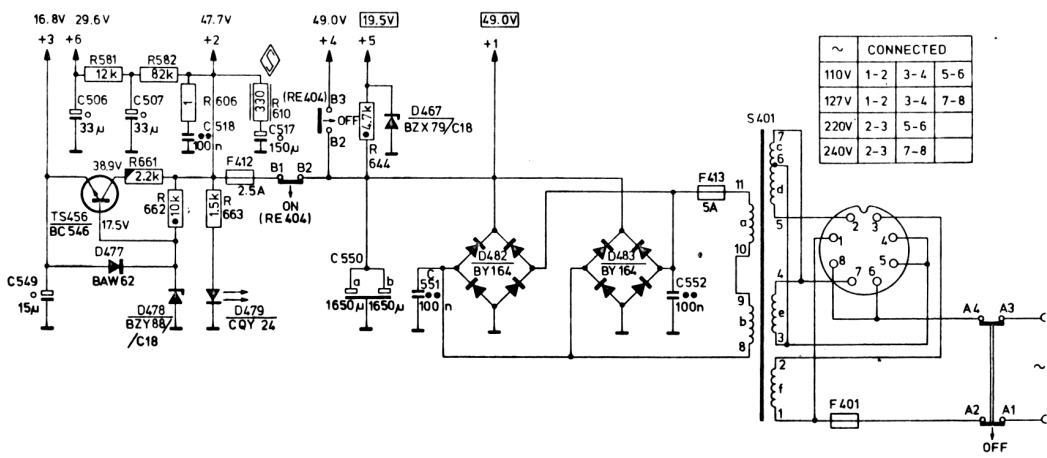 16.8V 29.6V 47.7V 49.0V 19.5V 49.0V
+3 +6 +2 +4 +5 +1
R581
12k
R582
82k
C506
33µ
C507
33µ
1
R 606
C 518
100n
330
R
610
C517
150µ
(RE404)
B3
OFF
B2
4.7k
R
644
D467
BZX79/C18
~ CONNECTED
110V 1-2 3-4 5-6
127V 1-2 3-4 7-8
220V 2-3 5-6
240V 2-3 7-8
38.9V
R661
2.2k
F412
2.5A
B1 B2
ON
(RE404)
TS456
BC546
17.5V
R
662
10k
1.5k
R
663
D477
BAW62
C549
15µ
D478
BZY88/
/C18
D479
CQY 24
C550
a b
1650µ 1650µ
C
551
100n
D482
BY164
D483
BY164
C552
100n
F413
5A
S401
11
a
10
9
b
8
7
c
6
d
5
4
e
3
2
f
1
2 3
1 4
8 5
7 6
A4 A3
~
F401
A2 A1
OFF